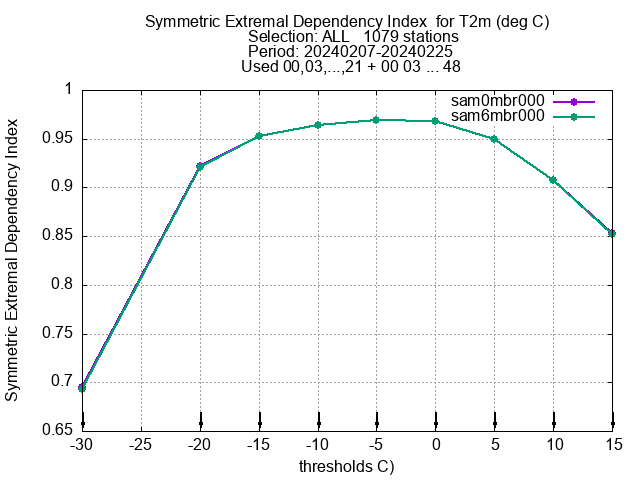 Symmetric Extremal Dependency Index  for T2m (deg C)
Selection: ALL   1079 stations
Period: 20240207-20240225
Used 00,03,...,21 + 00 03 ... 48
sam0mbr000
sam6mbr000
Symmetric Extremal Dependency Index
1
0.95
0.9
0.85
0.8
0.75
0.7
0.65
-30 -25 -20 -15 -10 -5 0 5 10 15
thresholds C)